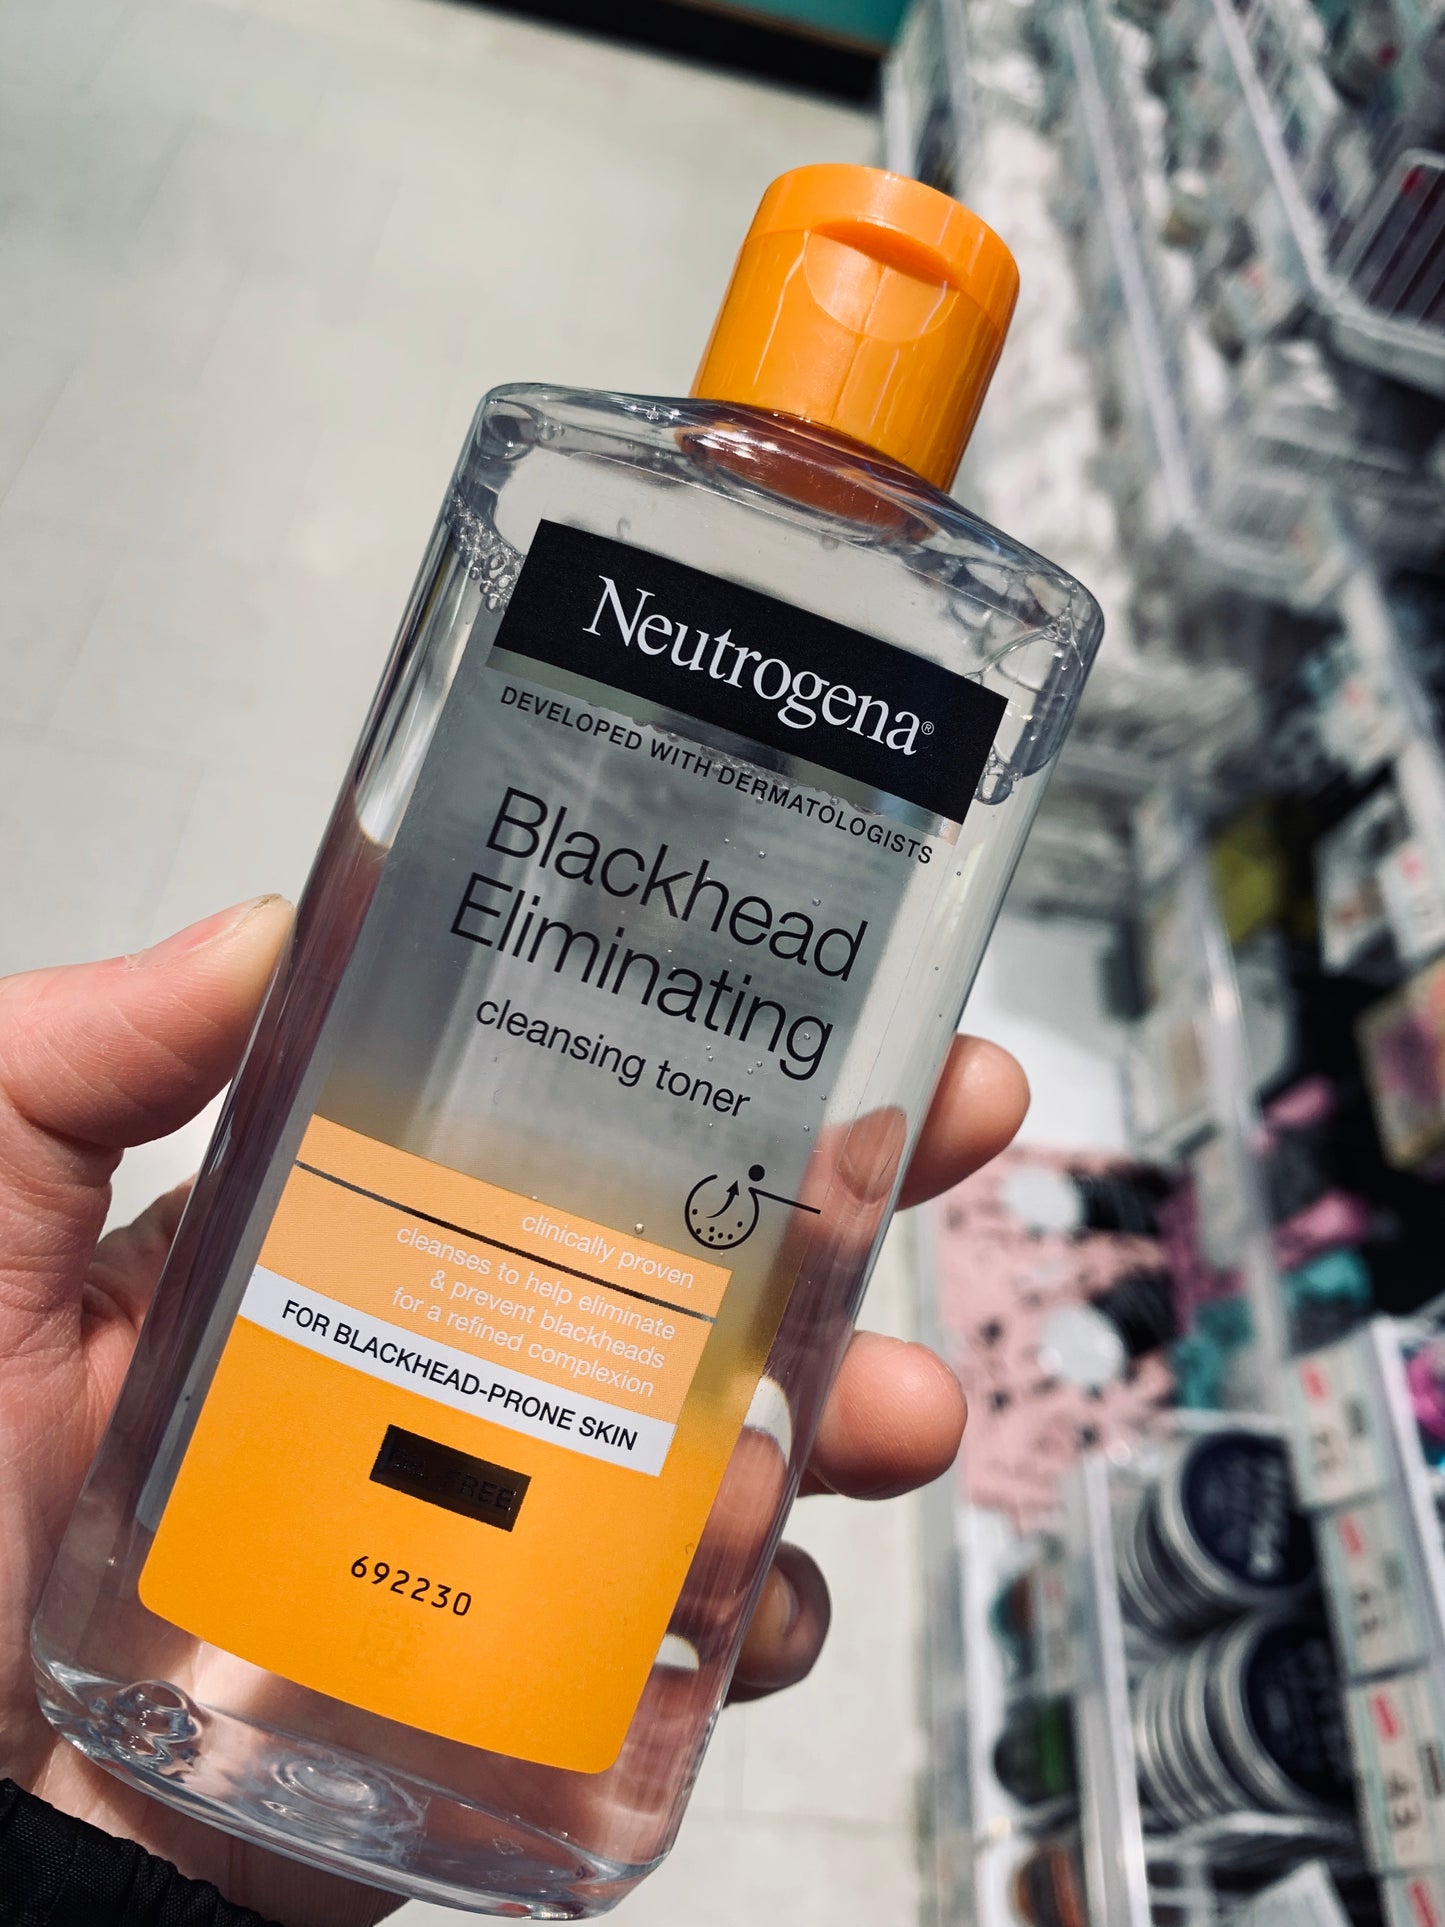 Neutrogena®
DEVELOPED WITH DERMATOLOGISTS
Blackhead
Eliminating
cleansing toner
clinically proven
cleanses to help eliminate
& prevent blackheads
for a refined complexion
FOR BLACKHEAD-PRONE SKIN
FREE
692230